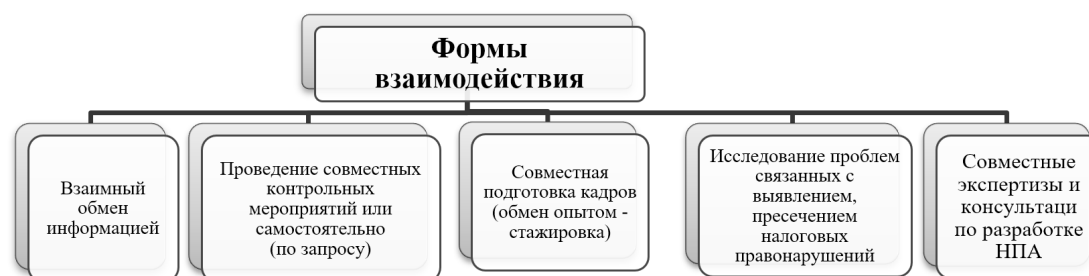 Формы
взаимодействия
Взаимный
обмен
информацией
Проведение совместных
контрольных
мероприятий или
самостоятельно
(по запросу)
Совместная
подготовка кадров
(обмен опытом -
стажировка)
Исследование проблем
связанных с
выявлением,
пресечением
налоговых
правонарушений
Совместные
экспертизы и
консультаци
по разработке
НПА